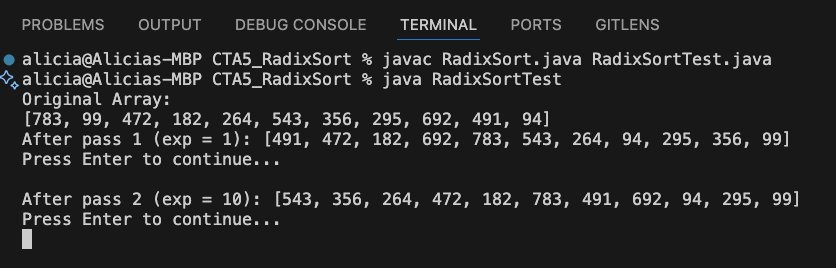 PROBLEMS OUTPUT DEBUG CONSOLE TERMINAL PORTS GITLENS
alicia@Alicias-MBP CTA5_RadixSort % javac RadixSort.java RadixSortTest.java
alicia@Alicias-MBP CTA5_RadixSort % java RadixSortTest
Original Array:
[783, 99, 472, 182, 264, 543, 356, 295, 692, 491, 94]
After pass 1 (exp = 1): [491, 472, 182, 692, 783, 543, 264, 94, 295, 356, 99]
Press Enter to continue...
After pass 2 (exp = 10): [543, 356, 264, 472, 182, 783, 491, 692, 94, 295, 99]
Press Enter to continue...